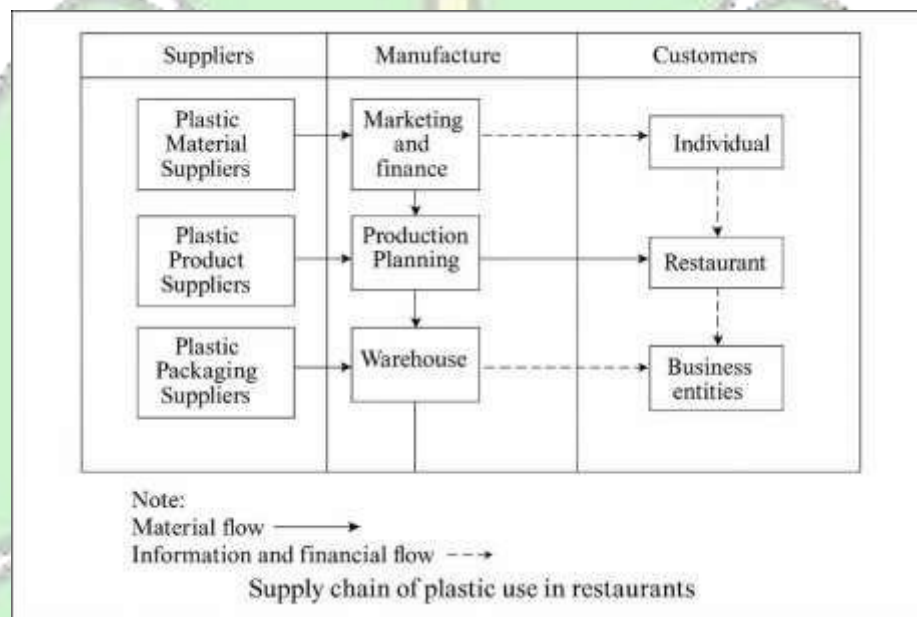 Suppliers
Manufacture
Customers
Plastic
Material
Suppliers
Marketing
and
finance
Individual
Plastic
Product
Suppliers
Production
Planning
Restaurant
Plastic
Packaging
Suppliers
Warehouse
Business
entities
Note:
Material flow
Information and financial flow
Supply chain of plastic use in restaurants